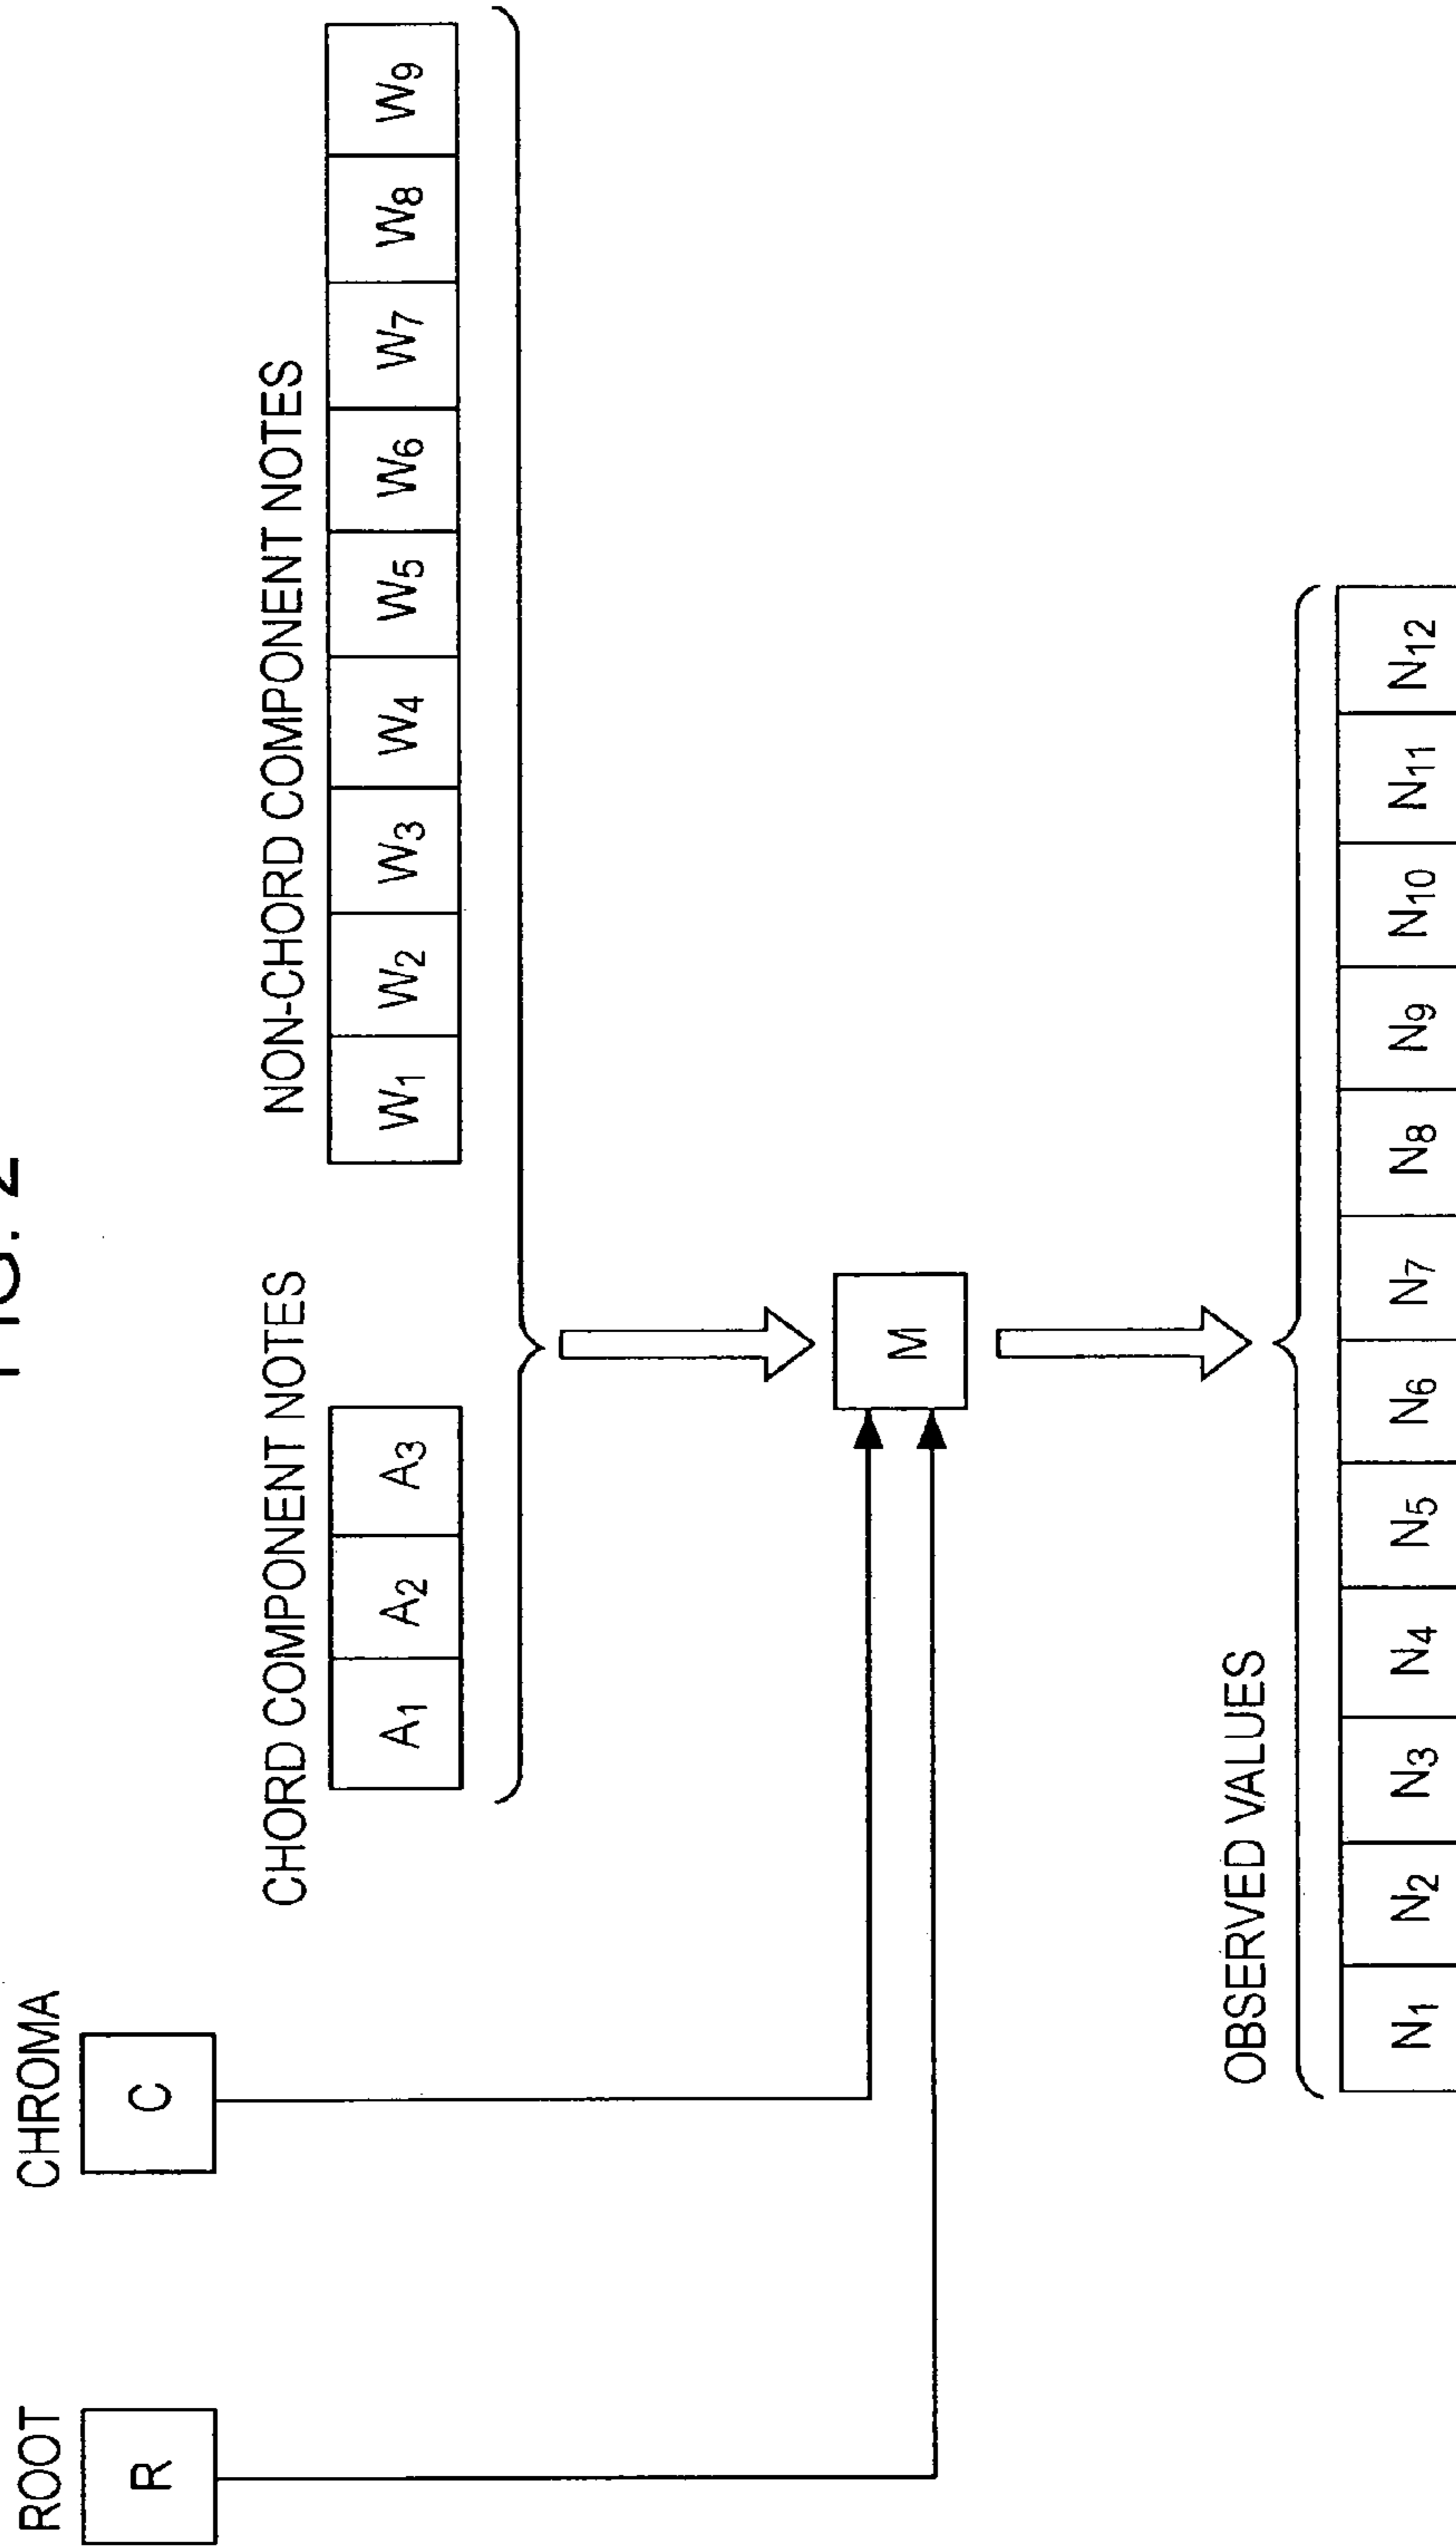 FIG. 2
ROOT
R
CHROMA
C
CHORD COMPONENT NOTES
A1 A2 A3
NON-CHORD COMPONENT NOTES
W1 W2 W3 W4 W5 W6 W7 W8 W9
M
OBSERVED VALUES
N1 N2 N3 N4 N5 N6 N7 N8 N9 N10 N11 N12